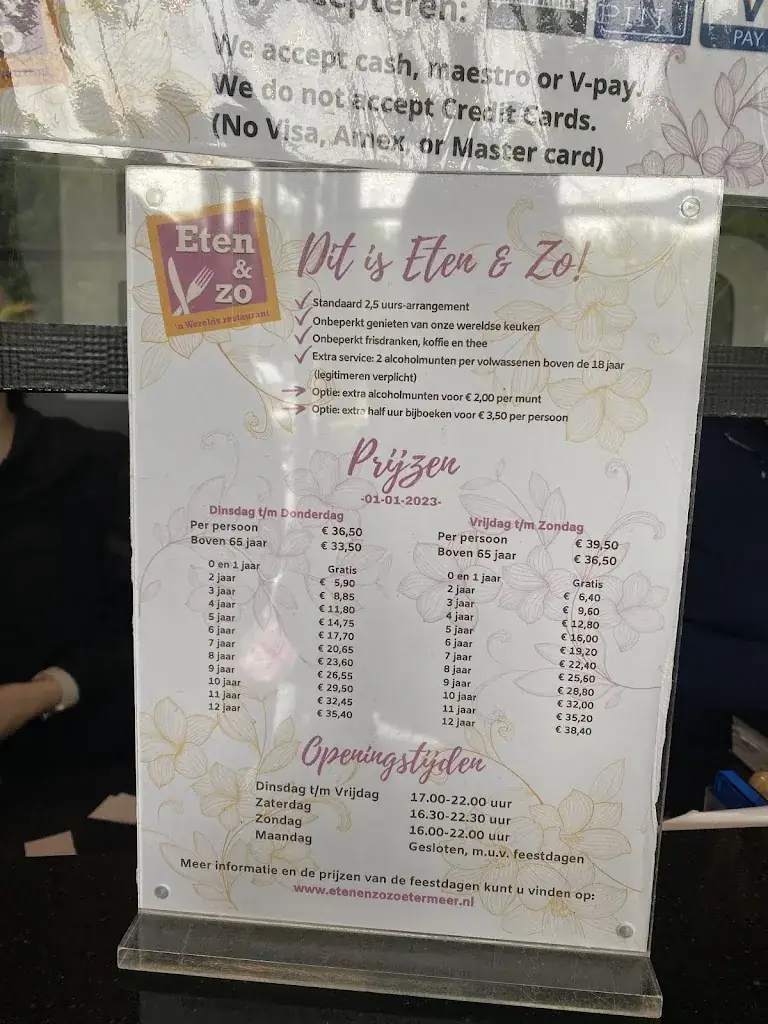 accepteren:
PIN
V
PAY
We accept cash, maestro or V-pay.
We do not accept Credit Cards.
(No Visa, Amex, or Master card)
Eten
&
zo
'n Werelds restaurant
Dit is Eten & Zo!
Standaard 2,5 uurs-arrangement
Onbeperkt genieten van onze wereldse keuken
Onbeperkt frisdranken, koffie en thee
Extra service: 2 alcoholmunten per volwassenen boven de 18 jaar
(legitimeren verplicht)
Optie: extra alcoholmunten voor € 2,00 per munt
Optie: extra half uur bijboeken voor € 3,50 per persoon
Prijzen
-01-01-2023-
Dinsdag t/m Donderdag
Per persoon € 36,50
Boven 65 jaar € 33,50
0 en 1 jaar Gratis
2 jaar € 5,90
3 jaar € 8,85
4 jaar € 11,80
5 jaar € 14,75
6 jaar € 17,70
7 jaar € 20,65
8 jaar € 23,60
9 jaar € 26,55
10 jaar € 29,50
11 jaar € 32,45
12 jaar € 35,40
Vrijdag t/m Zondag
Per persoon € 39,50
Boven 65 jaar € 36,50
0 en 1 jaar Gratis
2 jaar € 6,40
3 jaar € 9,60
4 jaar € 12,80
5 jaar € 16,00
6 jaar € 19,20
7 jaar € 22,40
8 jaar € 25,60
9 jaar € 28,80
10 jaar € 32,00
11 jaar € 35,20
12 jaar € 38,40
Openingstijden
Dinsdag t/m Vrijdag 17.00-22.00 uur
Zaterdag 16.30-22.30 uur
Zondag 16.00-22.00 uur
Maandag Gesloten, m.u.v. feestdagen
Meer informatie en de prijzen van de feestdagen kunt u vinden op:
www.etenenzozoetermeer.nl